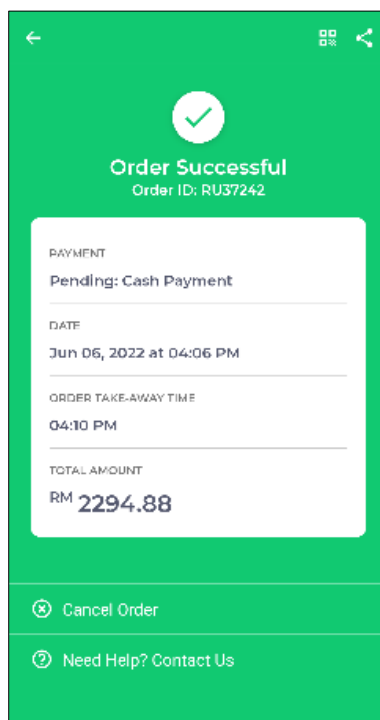 Order Successful
Order ID: RU37242
PAYMENT
Pending: Cash Payment
DATE
Jun 06, 2022 at 04:06 PM
ORDER TAKE-AWAY TIME
04:10 PM
TOTAL AMOUNT
RM 2294.88
Cancel Order
Need Help? Contact Us